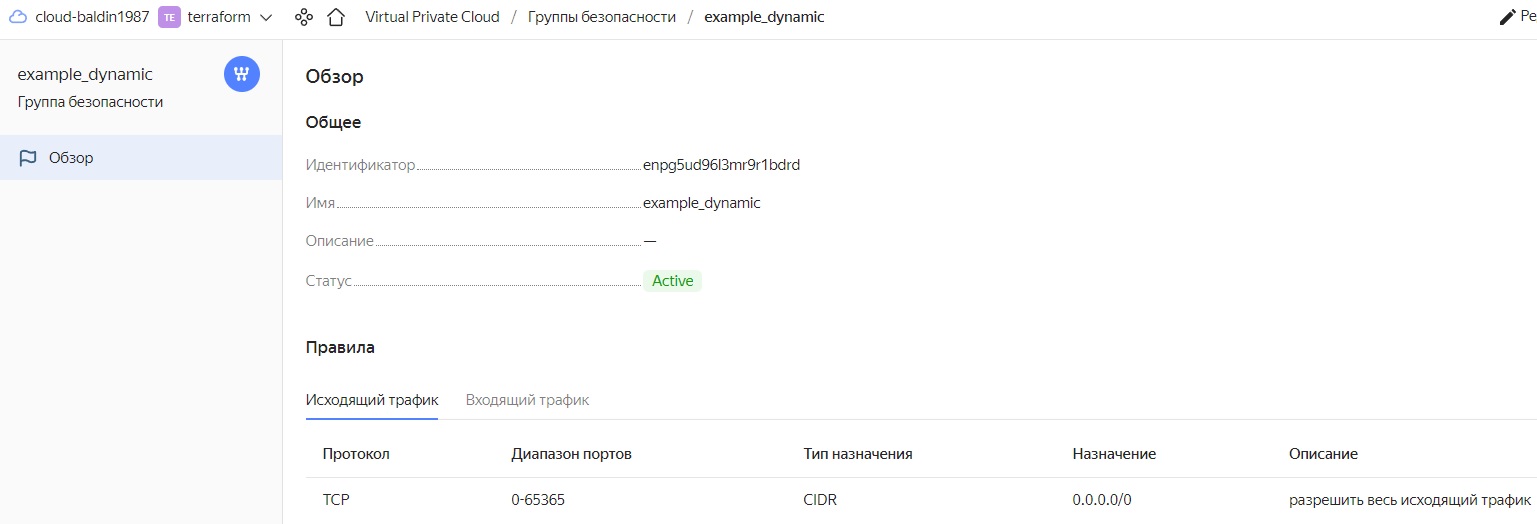 cloud-baldin1987 TE terraform Virtual Private Cloud / Группы безопасности / example_dynamic Ре
example_dynamic
Группа безопасности
Обзор
Обзор
Общее
Идентификатор enpg5ud96l3mr9r1bdrd
Имя example_dynamic
Описание —
Статус Active
Правила
Исходящий трафик Входящий трафик
Протокол Диапазон портов Тип назначения Назначение Описание
TCP 0-65365 CIDR 0.0.0.0/0 разрешить весь исходящий трафик